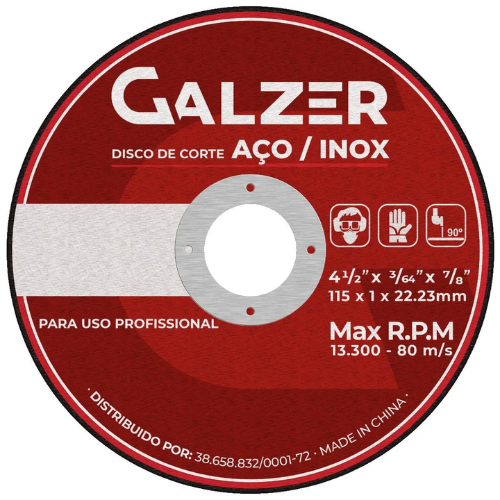 GALZER
DISCO DE CORTE AÇO / INOX
90º
4 1/2" x 3/64" x 7/8"
115 x 1 x 22.23mm
PARA USO PROFISSIONAL
Max R.P.M
13.300 - 80 m/s
· DISTRIBUIDO POR: 38.658.832/0001-72 · MADE IN CHINA ·